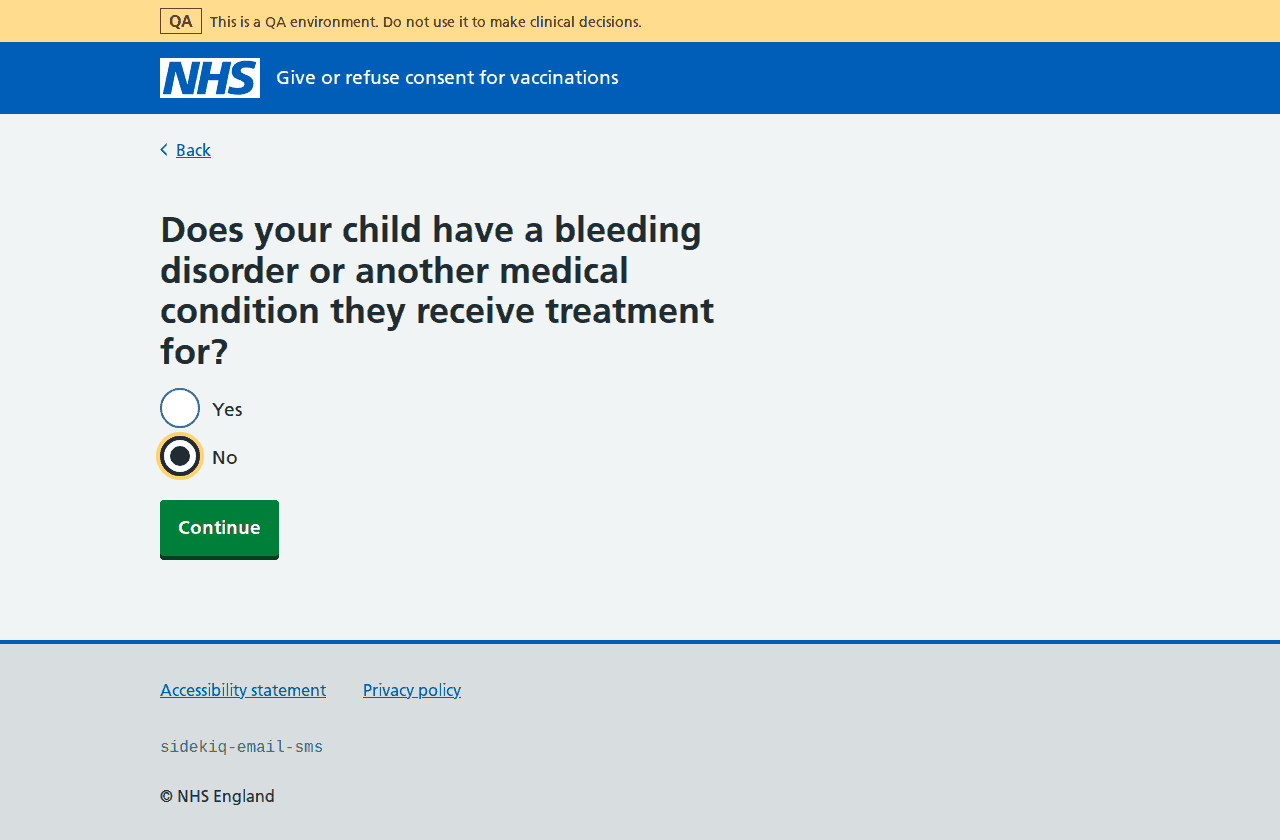 QA This is a QA environment. Do not use it to make clinical decisions.
NHS Give or refuse consent for vaccinations
Back
Does your child have a bleeding
disorder or another medical
condition they receive treatment
for?
Yes
No
Continue
Accessibility statement Privacy policy
sidekiq-email-sms
© NHS England